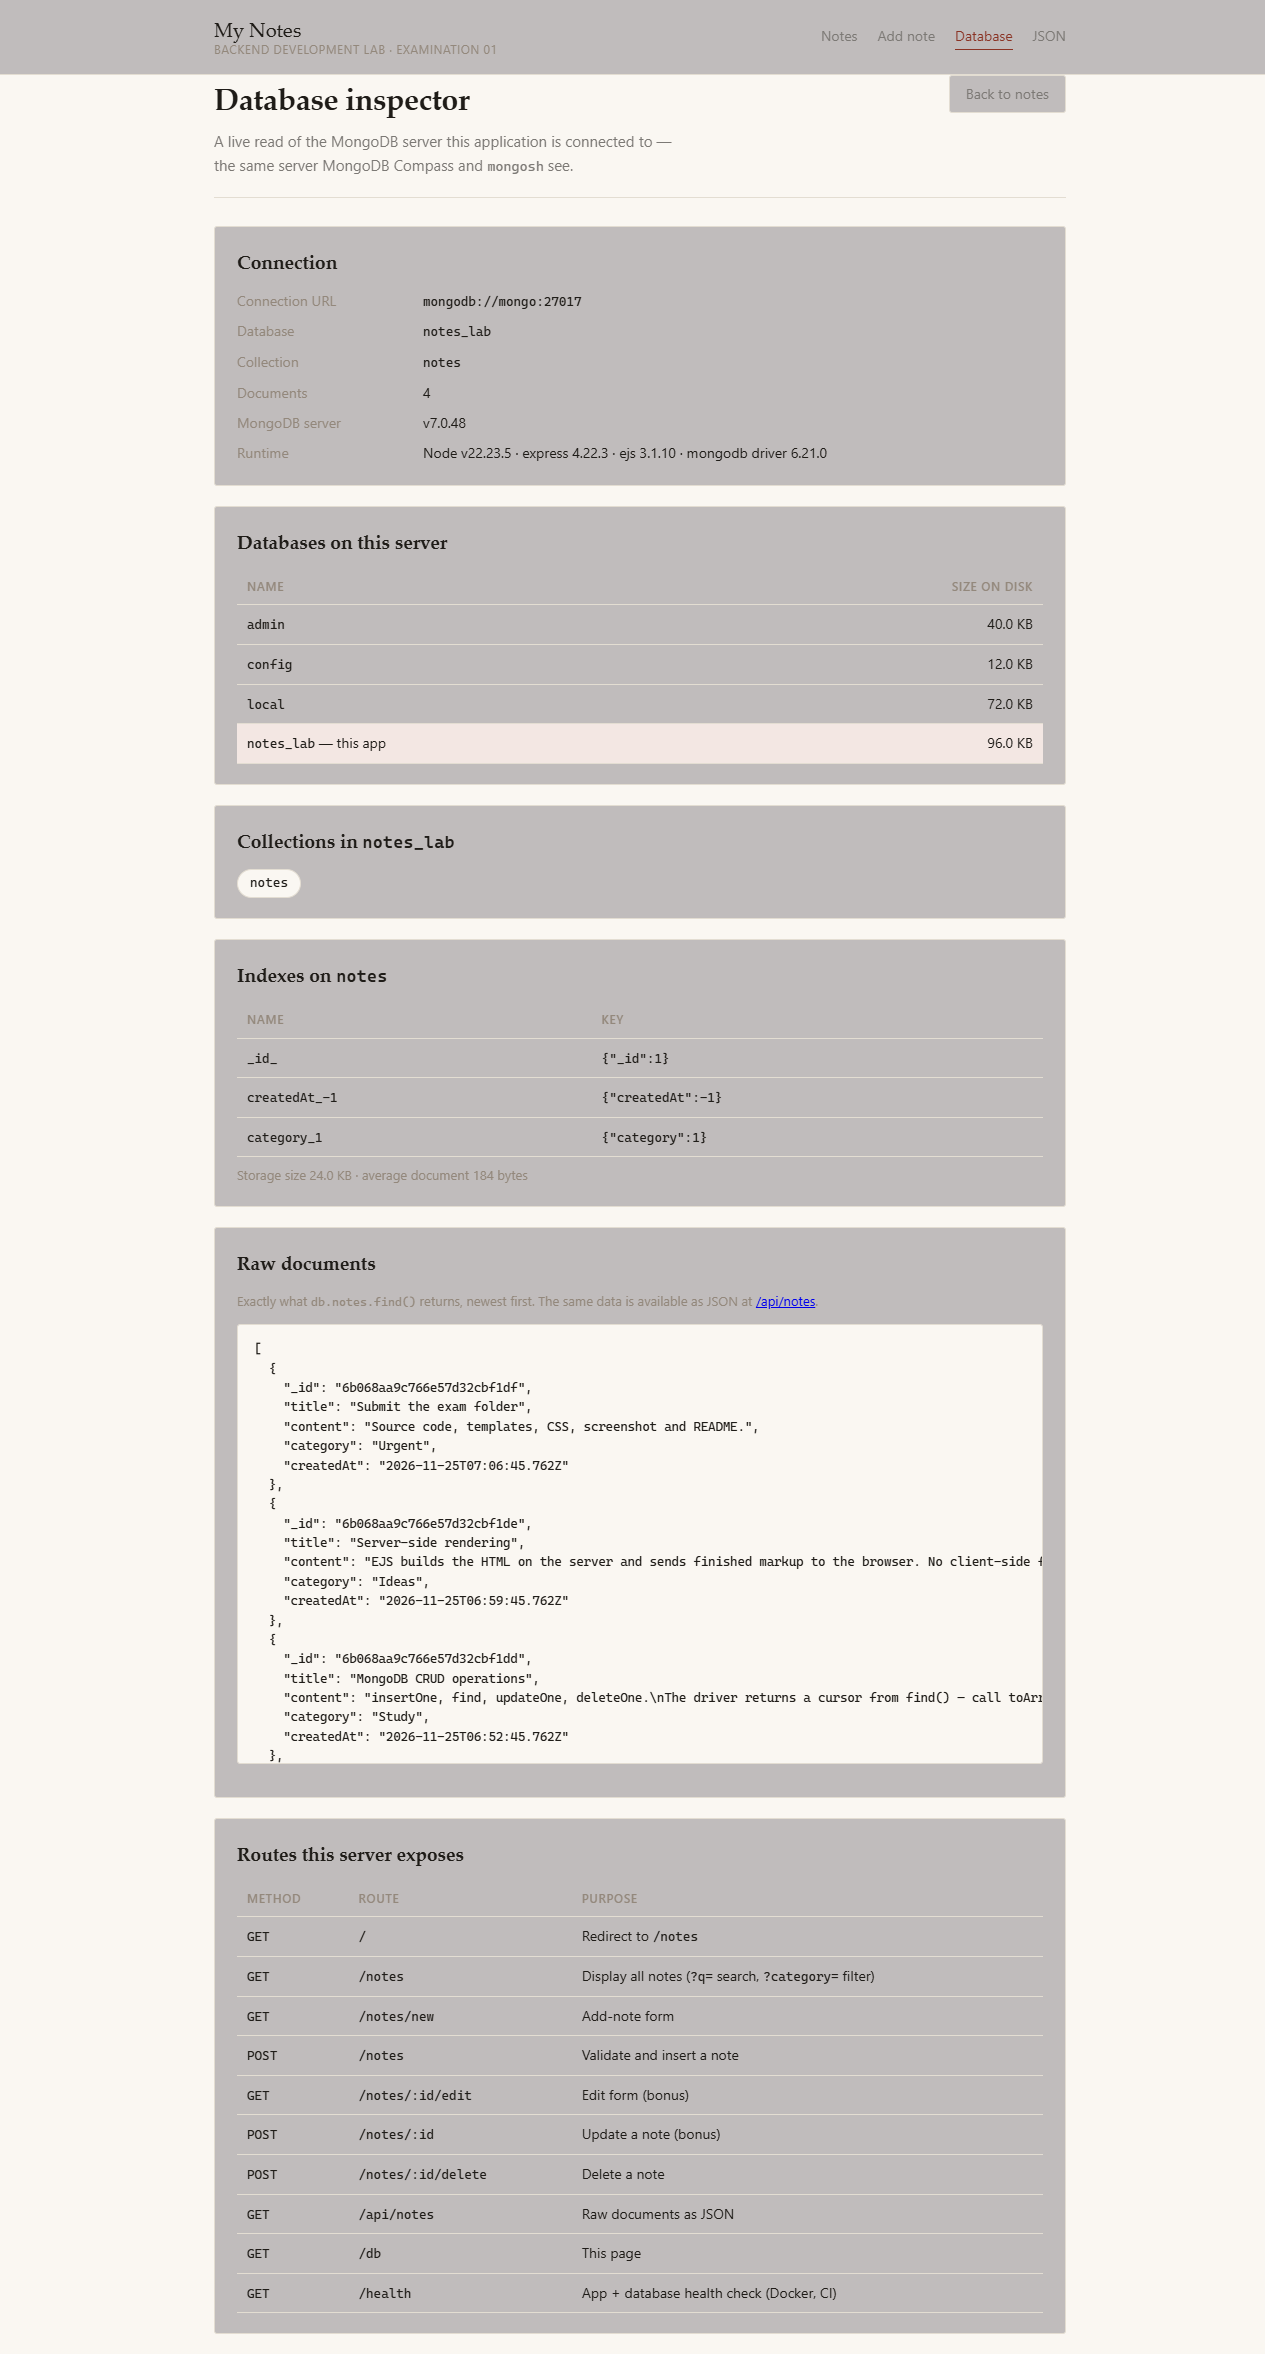 My Notes
BACKEND DEVELOPMENT LAB · EXAMINATION 01
Notes Add note Database JSON
Database inspector
Back to notes
A live read of the MongoDB server this application is connected to —
the same server MongoDB Compass and mongosh see.
Connection
Connection URL mongodb://mongo:27017
Database notes_lab
Collection notes
Documents 4
MongoDB server v7.0.48
Runtime Node v22.23.5 · express 4.22.3 · ejs 3.1.10 · mongodb driver 6.21.0
Databases on this server
NAME SIZE ON DISK
admin 40.0 KB
config 12.0 KB
local 72.0 KB
notes_lab — this app 96.0 KB
Collections in notes_lab
notes
Indexes on notes
NAME KEY
_id_ {"_id":1}
createdAt_-1 {"createdAt":-1}
category_1 {"category":1}
Storage size 24.0 KB · average document 184 bytes
Raw documents
Exactly what db.notes.find() returns, newest first. The same data is available as JSON at /api/notes.
[
{
"_id": "6b068aa9c766e57d32cbf1df",
"title": "Submit the exam folder",
"content": "Source code, templates, CSS, screenshot and README.",
"category": "Urgent",
"createdAt": "2026-11-25T07:06:45.762Z"
},
{
"_id": "6b068aa9c766e57d32cbf1de",
"title": "Server-side rendering",
"content": "EJS builds the HTML on the server and sends finished markup to the browser. No client-side
"category": "Ideas",
"createdAt": "2026-11-25T06:59:45.762Z"
},
{
"_id": "6b068aa9c766e57d32cbf1dd",
"title": "MongoDB CRUD operations",
"content": "insertOne, find, updateOne, deleteOne.\nThe driver returns a cursor from find() — call
"category": "Study",
"createdAt": "2026-11-25T06:52:45.762Z"
},
Routes this server exposes
METHOD ROUTE PURPOSE
GET / Redirect to /notes
GET /notes Display all notes (?q= search, ?category= filter)
GET /notes/new Add-note form
POST /notes Validate and insert a note
GET /notes/:id/edit Edit form (bonus)
POST /notes/:id Update a note (bonus)
POST /notes/:id/delete Delete a note
GET /api/notes Raw documents as JSON
GET /db This page
GET /health App + database health check (Docker, CI)